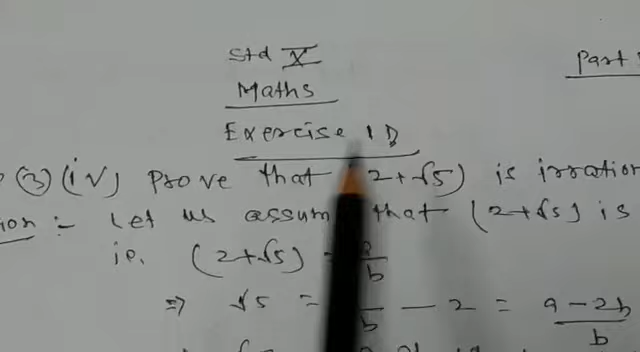 Std X
Part
Maths
Exercise 1D
(3) (iv) Prove that (2+√5) is irration
ion :- Let us assum that (2+√5) is
ie. (2+√5) = a/b
⇒ √5 = /b - 2 = a-2b/b